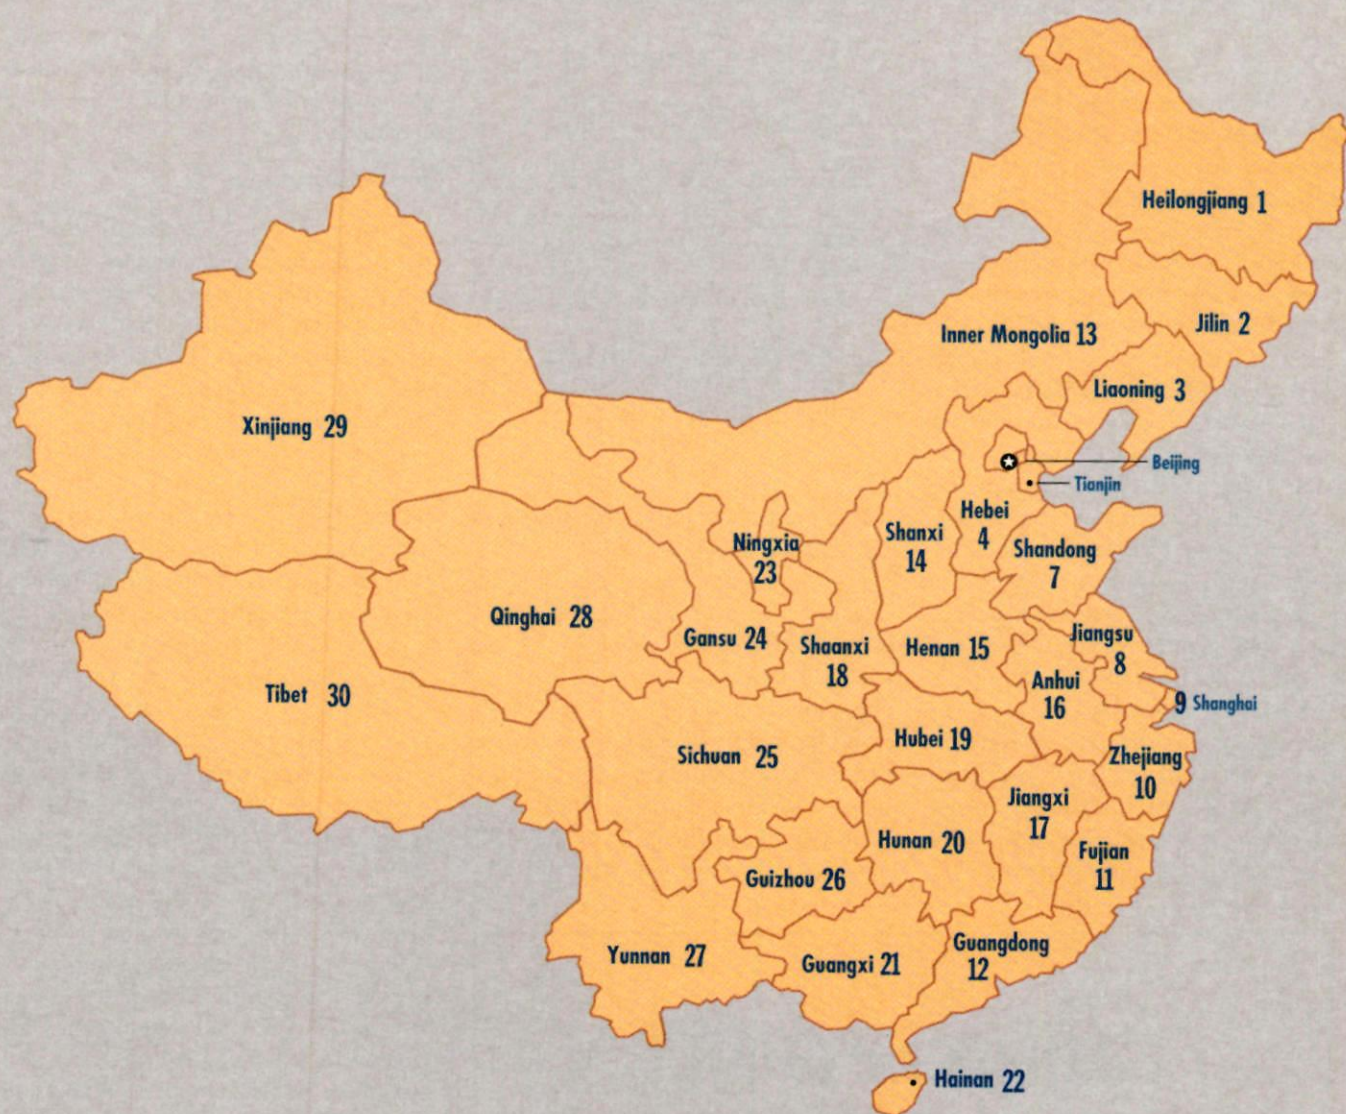 Heilongjiang 1
Jilin 2
Inner Mongolia 13
Liaoning 3
Xinjiang 29
Beijing
Tianjin
Hebei
4
Shanxi
14
Ningxia
23
Shandong
7
Qinghai 28
Gansu 24
Shaanxi
18
Henan 15
Jiangsu
8
Anhui
16
Tibet 30
9 Shanghai
Hubei 19
Sichuan 25
Zhejiang
10
Jiangxi
17
Hunan 20
Fujian
11
Guizhou 26
Guangdong
12
Yunnan 27
Guangxi 21
Hainan 22